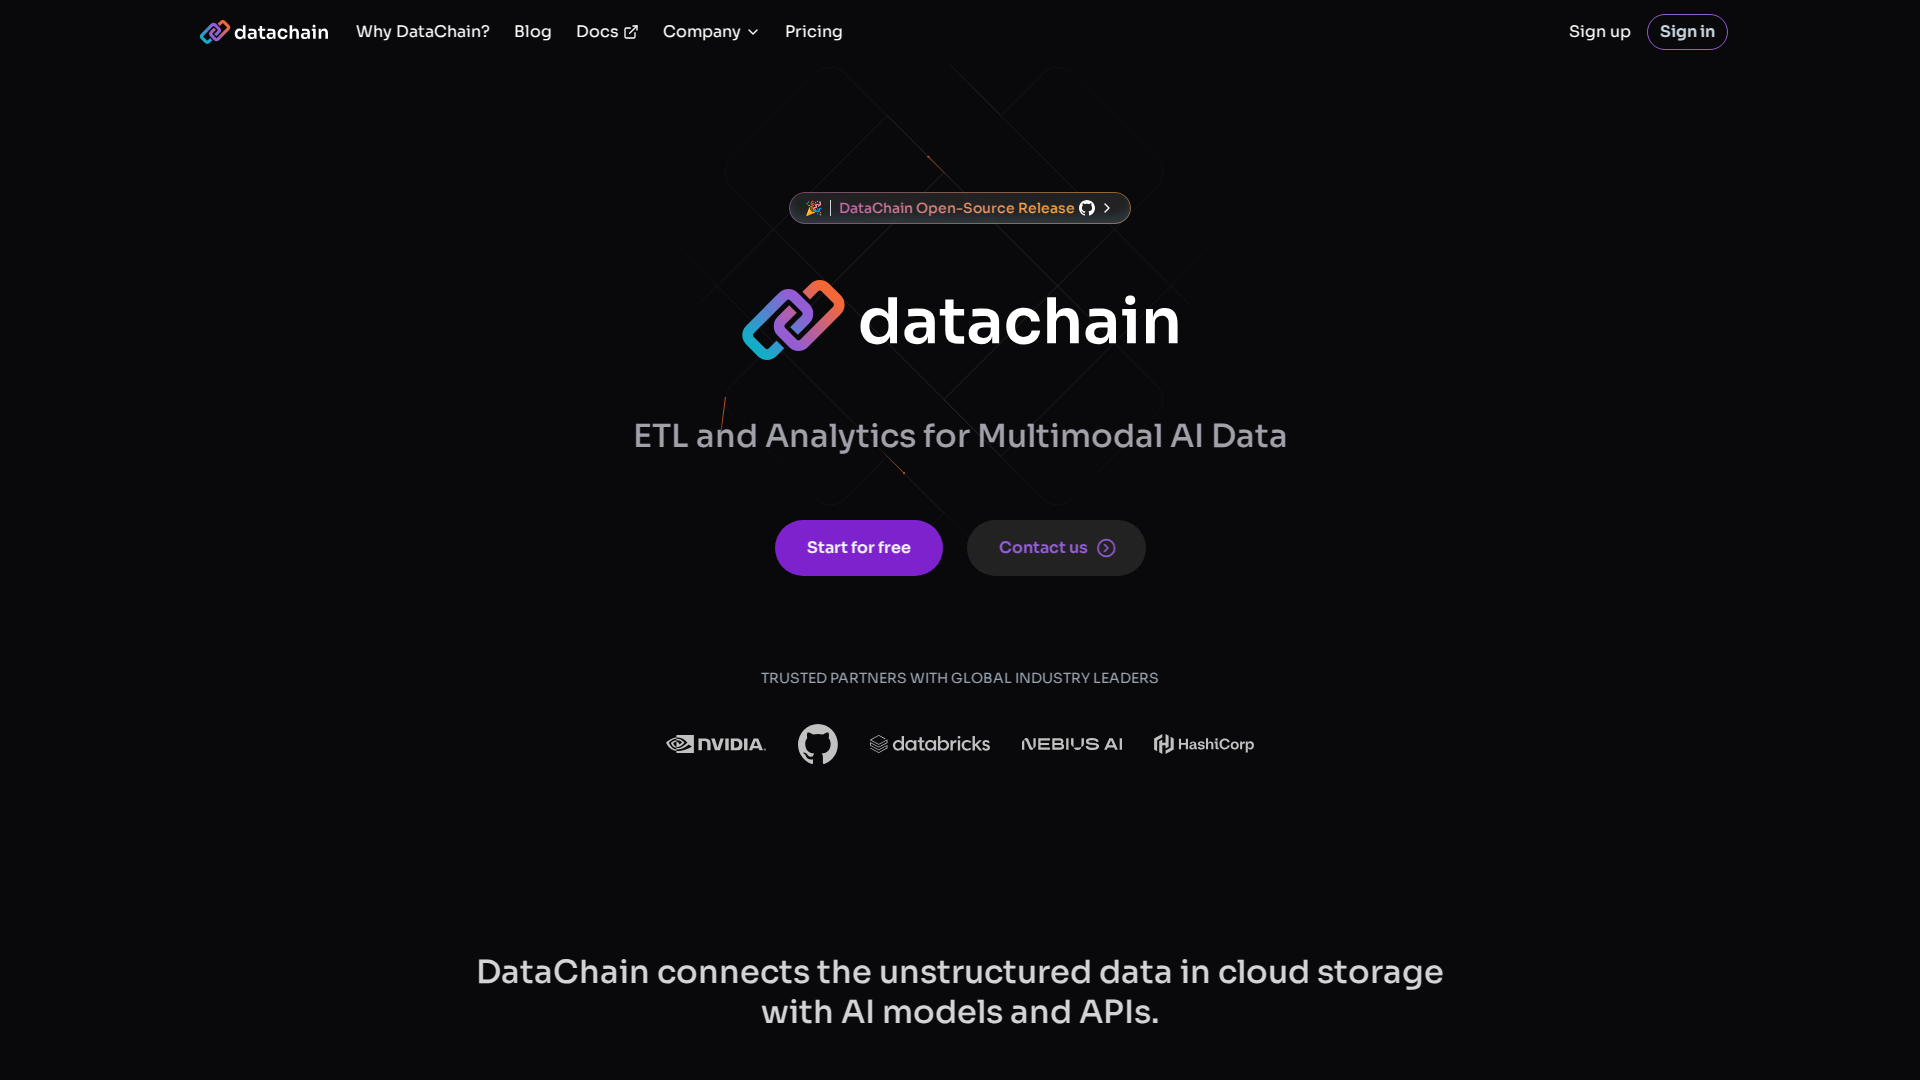 datachain
Why DataChain?
Blog
Docs
Company
Pricing
Sign up
Sign in
DataChain Open-Source Release
datachain
ETL and Analytics for Multimodal AI Data
Start for free
Contact us
TRUSTED PARTNERS WITH GLOBAL INDUSTRY LEADERS
NVIDIA.
databricks
NEBIUS AI
HashiCorp
DataChain connects the unstructured data in cloud storage
with AI models and APIs.